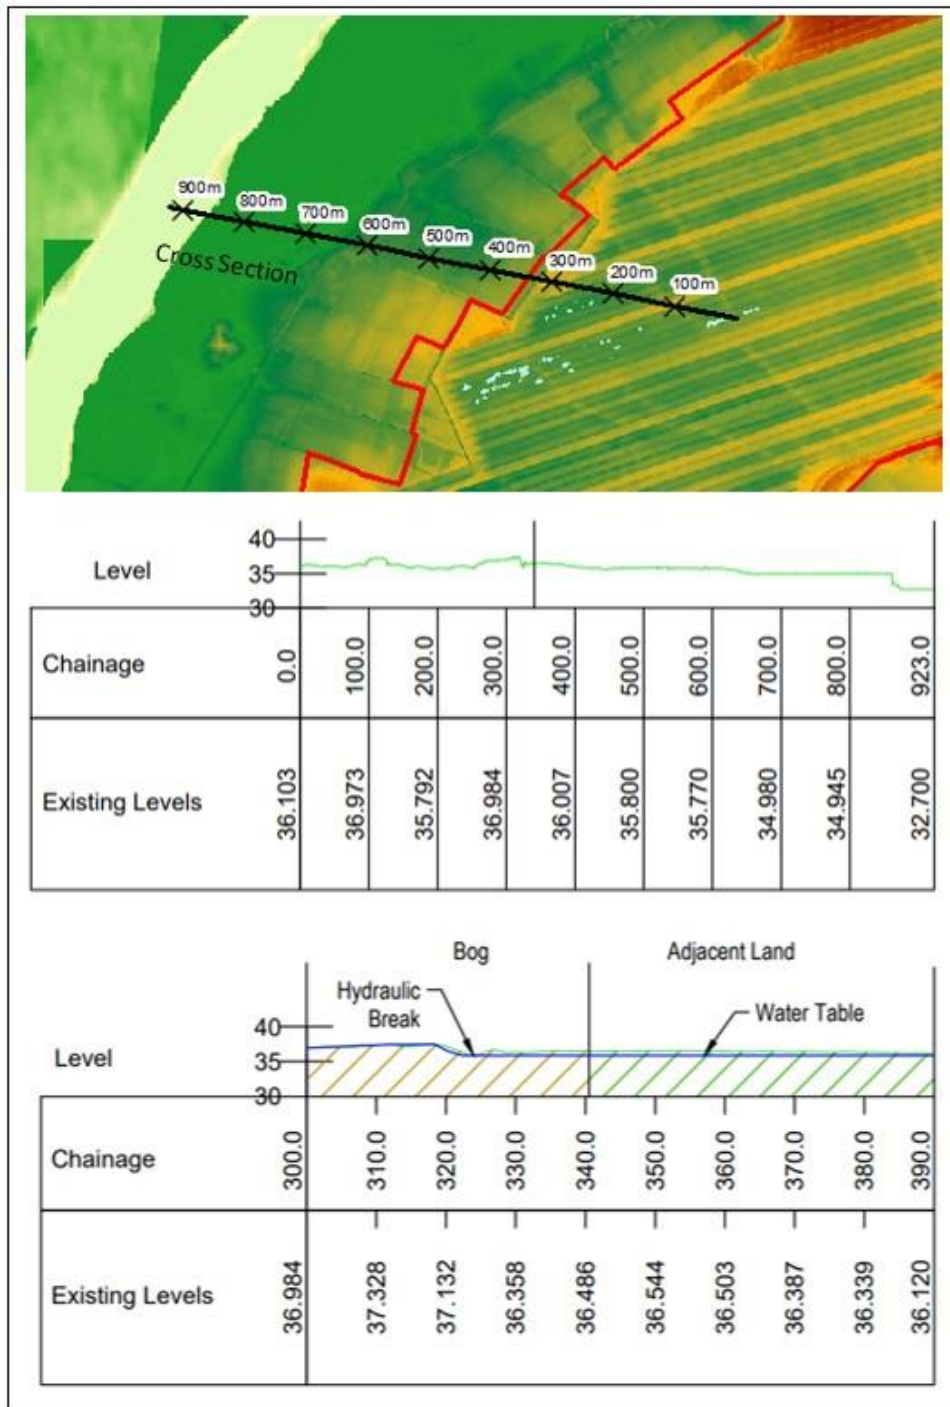 900m
800m
700m
600m
500m
400m
300m
200m
100m
Cross Section
40
Level
35
30
Chainage
0.0
100.0
200.0
300.0
400.0
500.0
600.0
700.0
800.0
923.0
Existing Levels
36.103
36.973
35.792
36.984
36.007
35.800
35.770
34.980
34.945
32.700
Bog
Adjacent Land
Hydraulic
Break
Water Table
40
Level
35
30
Chainage
300.0
310.0
320.0
330.0
340.0
350.0
360.0
370.0
380.0
390.0
Existing Levels
36.984
37.328
37.132
36.358
36.486
36.544
36.503
36.387
36.339
36.120